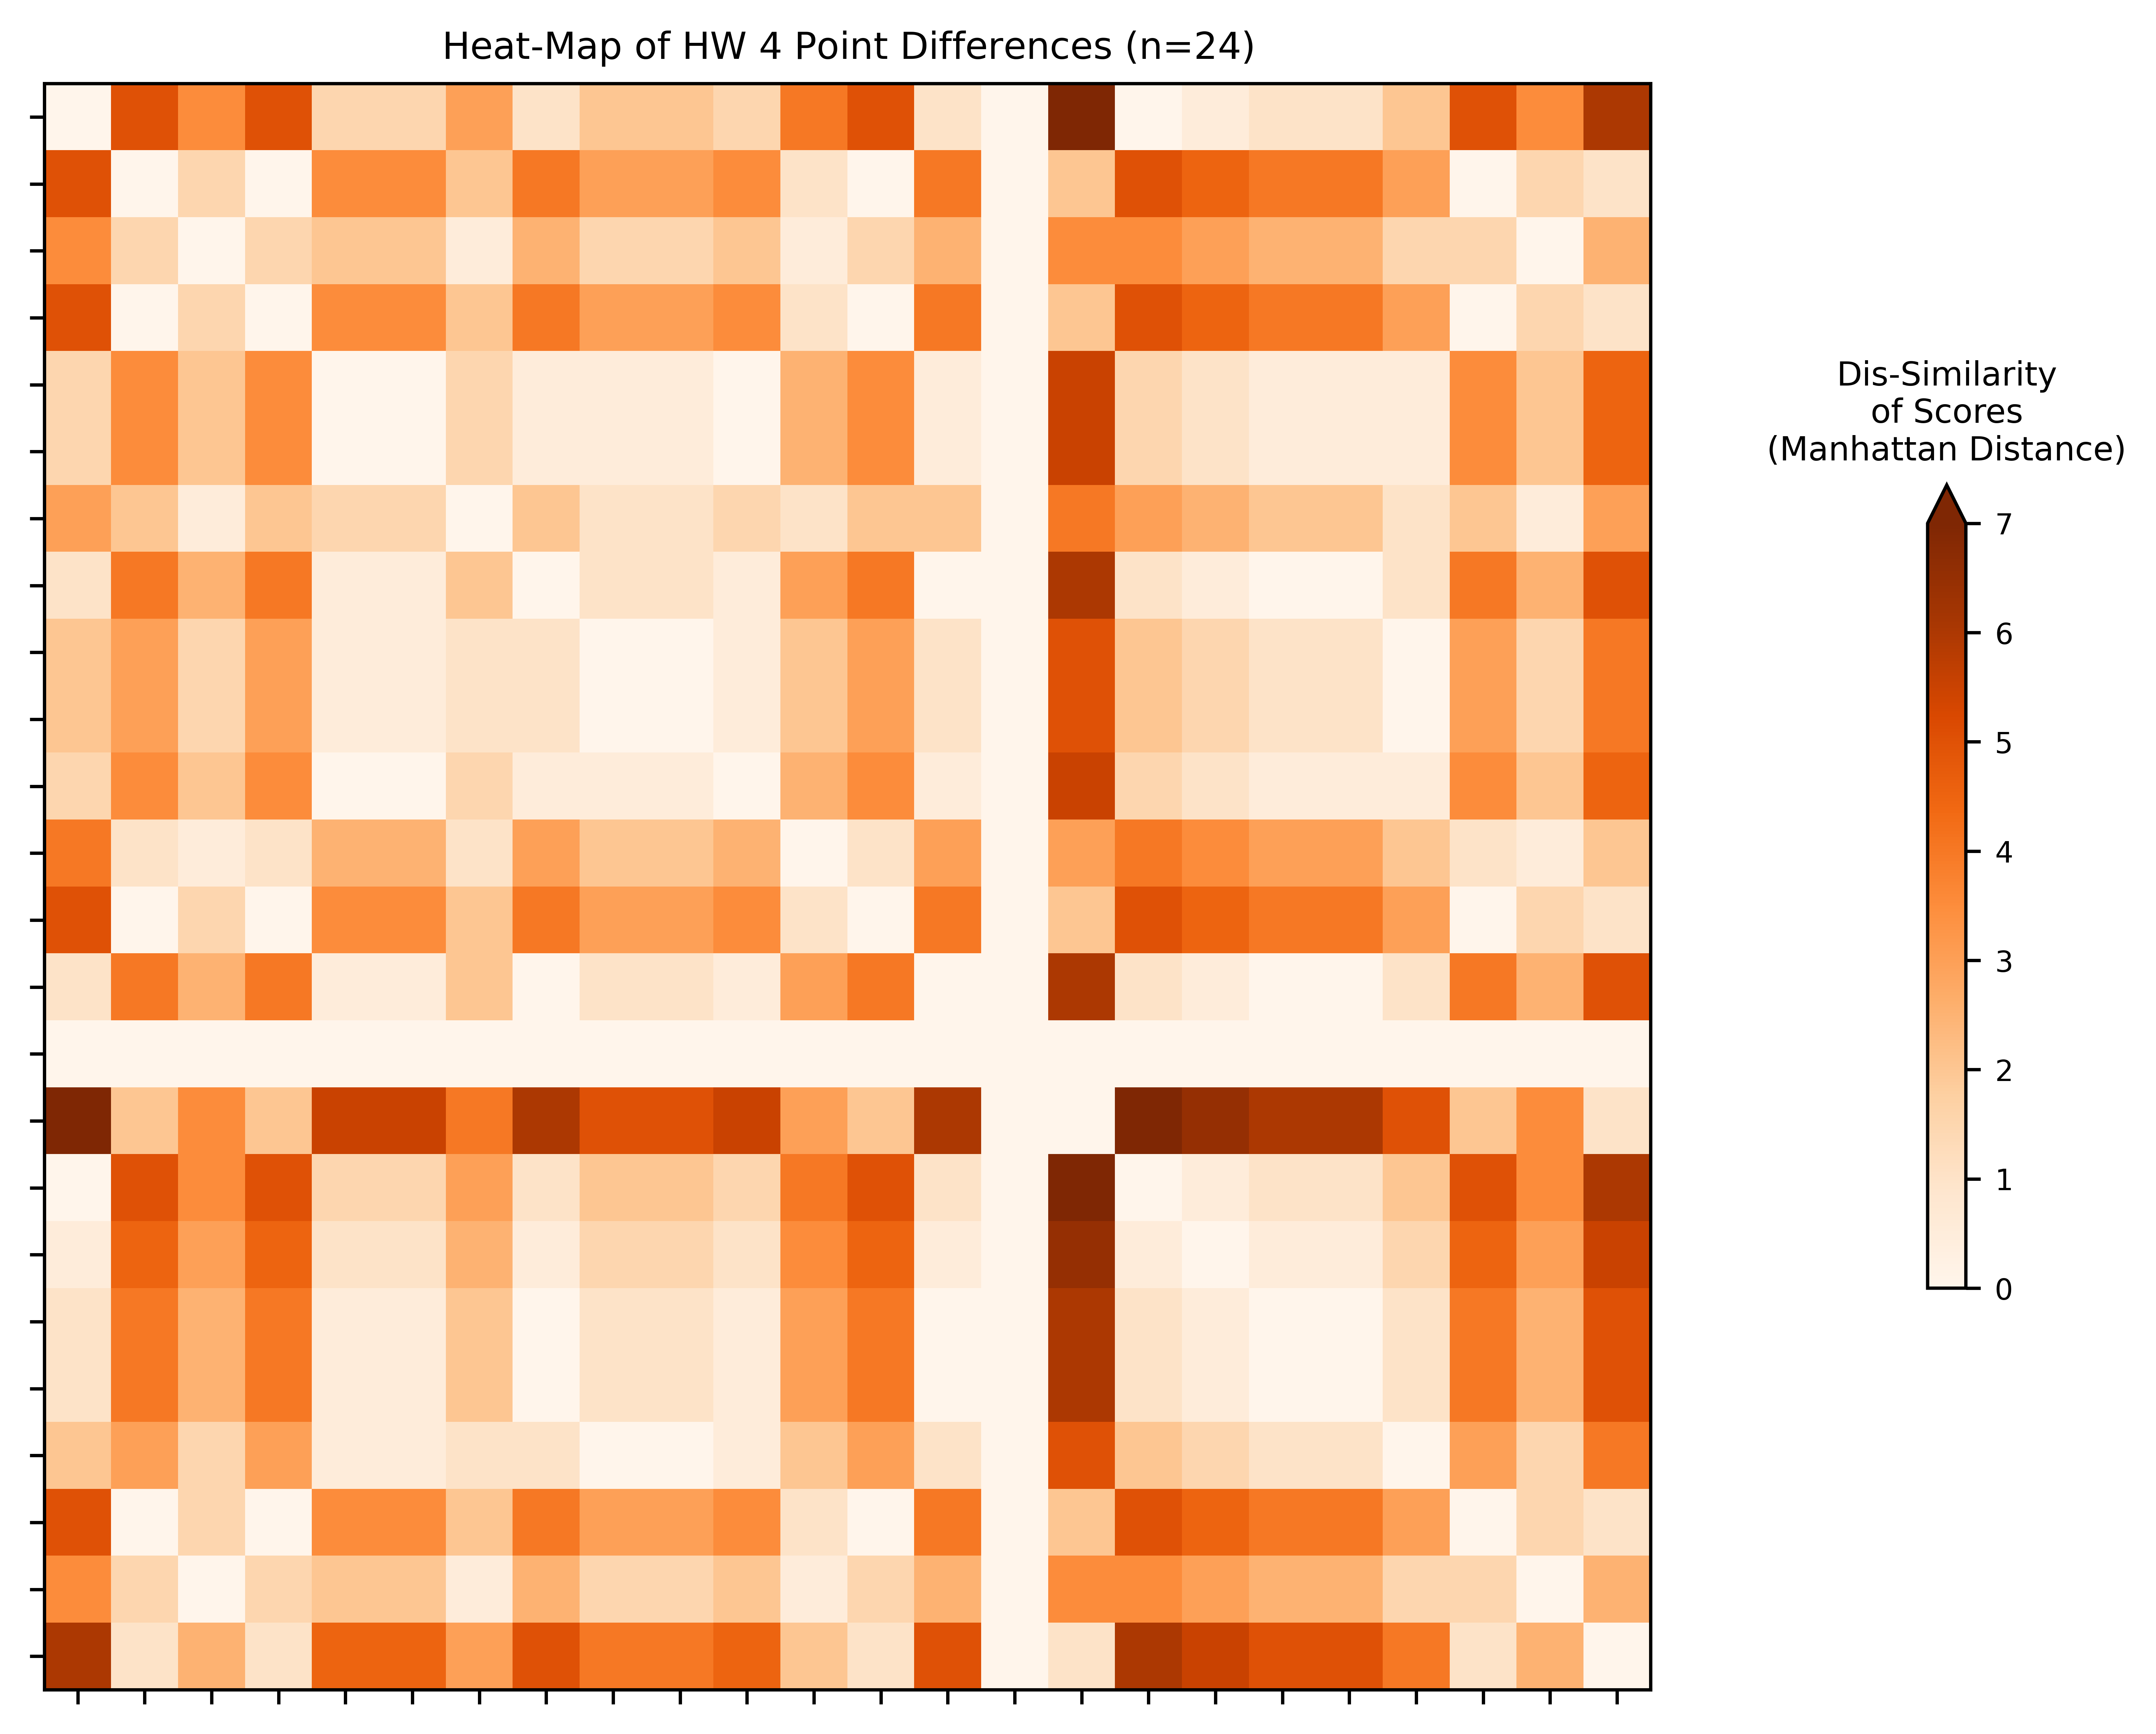 Heat-Map of HW 4 Point Differences (n=24)
Dis-Similarity
of Scores
(Manhattan Distance)
7
6
5
4
3
2
1
0